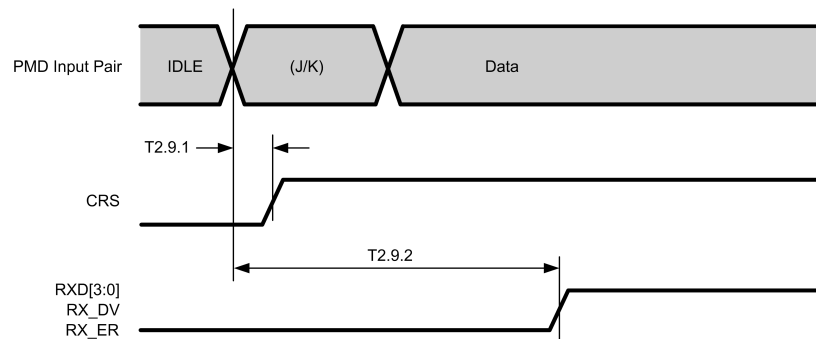 PMD Input Pair IDLE (J/K) Data
T2.9.1
CRS
T2.9.2
RXD[3:0]
RX_DV
RX_ER